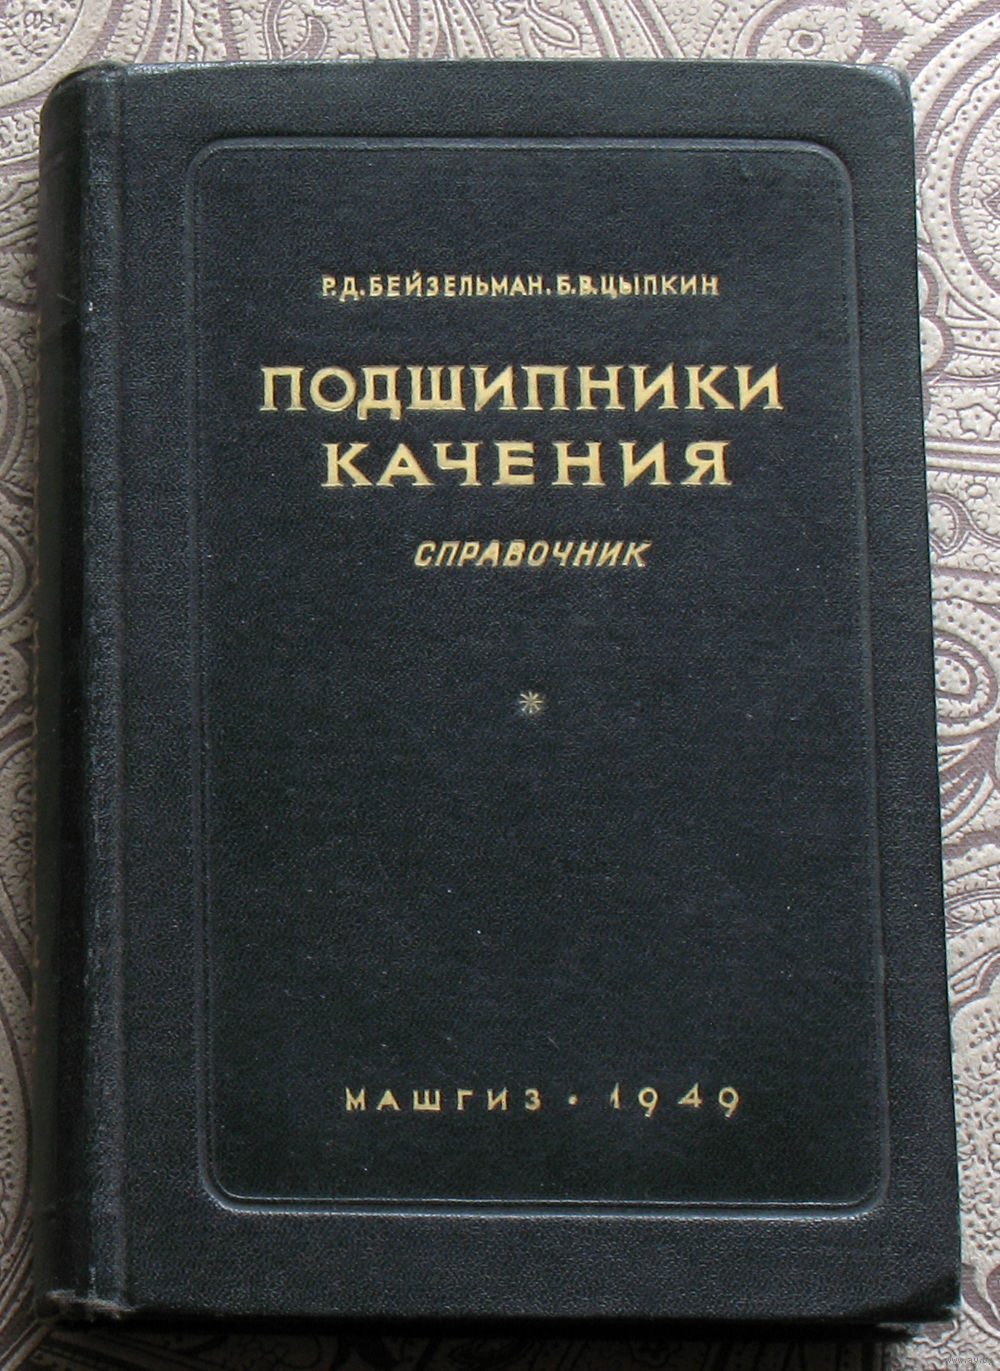 Р.Д.БЕЙЗЕЛЬМАН.Б.В.ЦЫПКИН
ПОДШИПНИКИ
КАЧЕНИЯ
СПРАВОЧНИК
МАШГИЗ • 1949